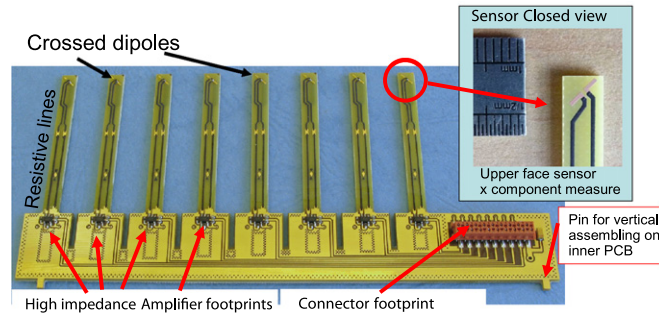 Sensor Closed view
Crossed dipoles
Resistive lines
Upper face sensor
x component measure
Pin for vertical
assembling on
inner PCB
High impedance Amplifier footprints
Connector footprint